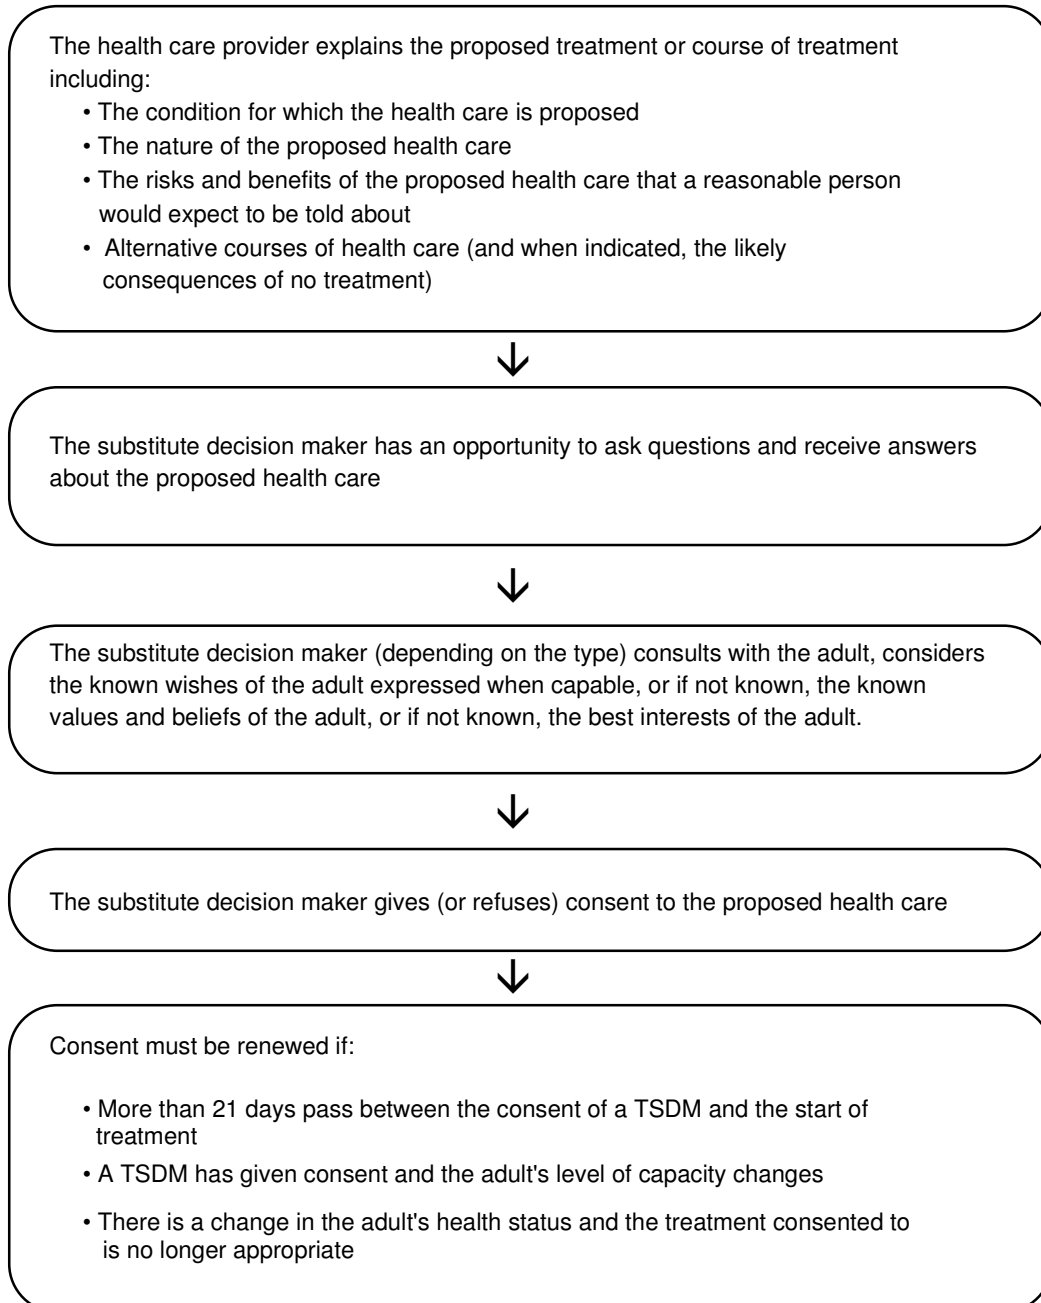 The health care provider explains the proposed treatment or course of treatment
including:
• The condition for which the health care is proposed
• The nature of the proposed health care
• The risks and benefits of the proposed health care that a reasonable person
would expect to be told about
• Alternative courses of health care (and when indicated, the likely
consequences of no treatment)
The substitute decision maker has an opportunity to ask questions and receive answers
about the proposed health care
The substitute decision maker (depending on the type) consults with the adult, considers
the known wishes of the adult expressed when capable, or if not known, the known
values and beliefs of the adult, or if not known, the best interests of the adult.
The substitute decision maker gives (or refuses) consent to the proposed health care
Consent must be renewed if:
• More than 21 days pass between the consent of a TSDM and the start of
treatment
• A TSDM has given consent and the adult's level of capacity changes
• There is a change in the adult's health status and the treatment consented to
is no longer appropriate